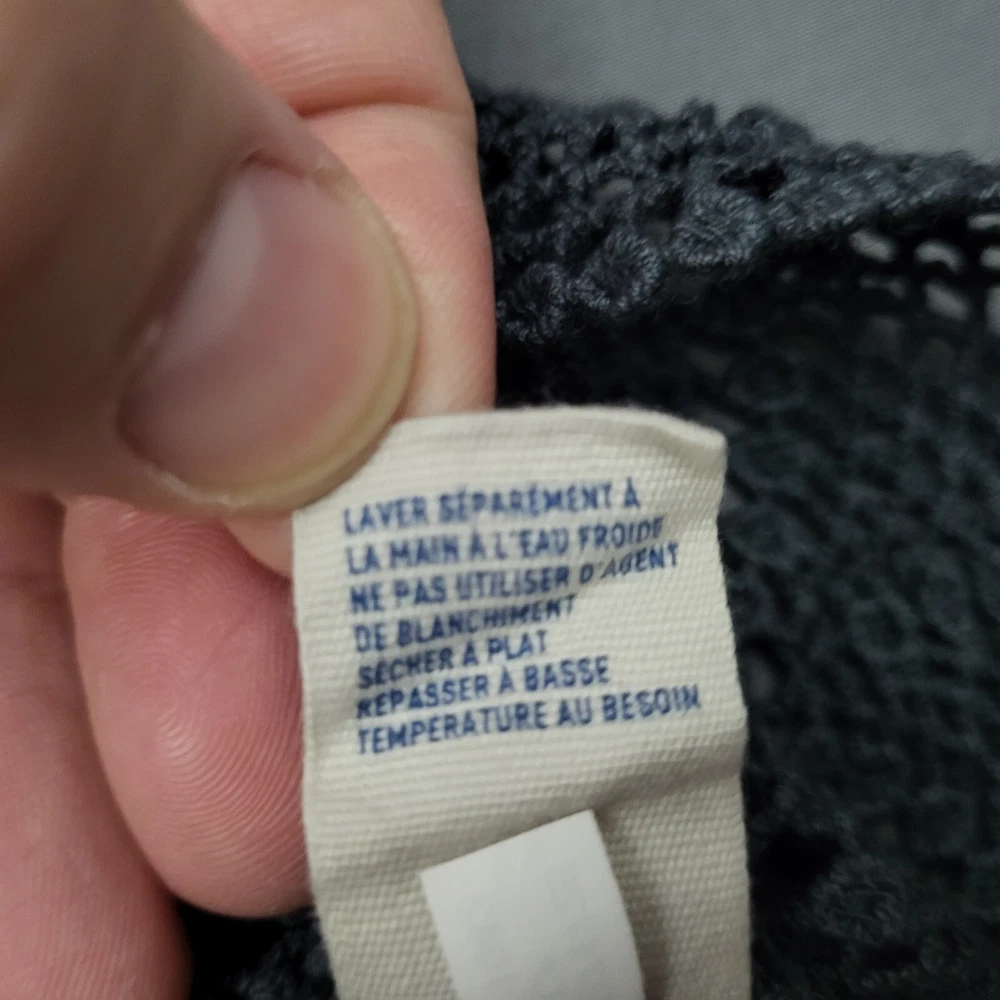 LAVER SÉPARÉMENT À
LA MAIN À L'EAU FROIDE
NE PAS UTILISER D'AGENT
DE BLANCHIMENT
SÉCHER À PLAT
REPASSER À BASSE
TEMPERATURE AU BESOIN